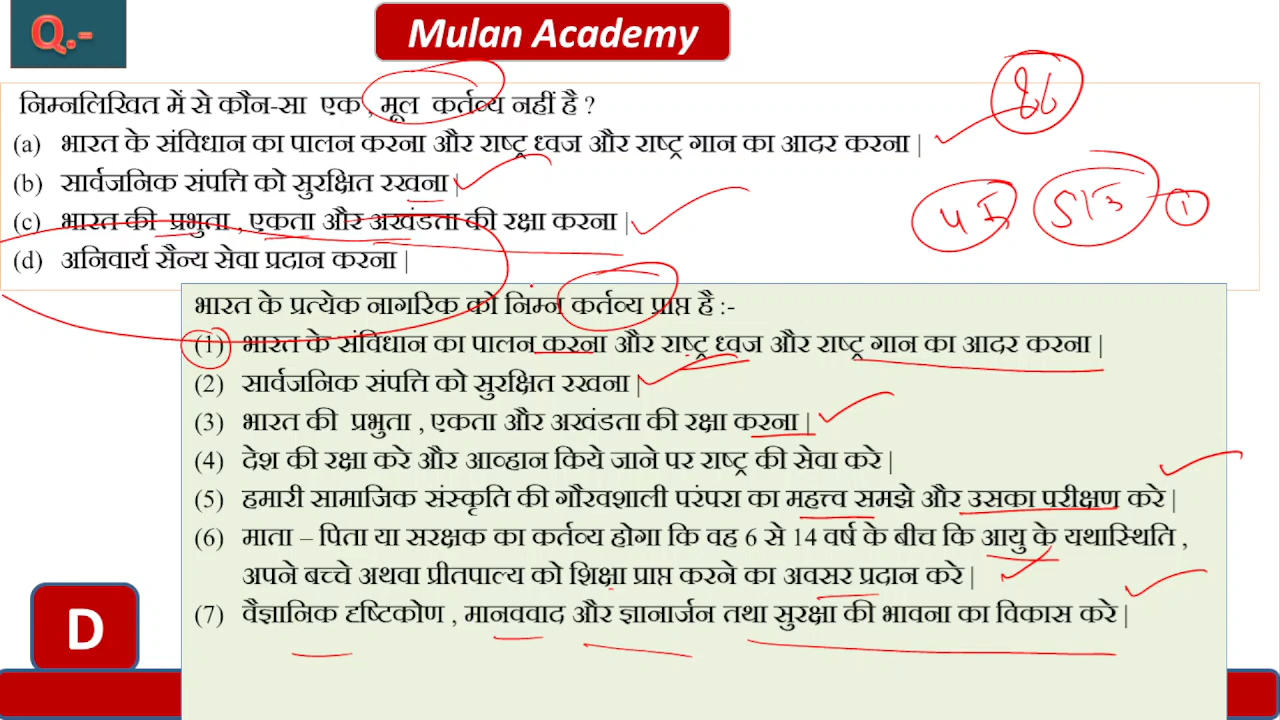 Q.-
Mulan Academy
निम्नलिखित में से कौन-सा एक , मूल कर्तव्य नहीं है ?
(a) भारत के संविधान का पालन करना और राष्ट्र ध्वज और राष्ट्र गान का आदर करना |
(b) सार्वजनिक संपत्ति को सुरक्षित रखना |
(c) भारत की प्रभुता , एकता और अखंडता की रक्षा करना |
(d) अनिवार्य सैन्य सेवा प्रदान करना |
भारत के प्रत्येक नागरिक को निम्न कर्तव्य प्राप्त है :-
(1) भारत के संविधान का पालन करना और राष्ट्र ध्वज और राष्ट्र गान का आदर करना |
(2) सार्वजनिक संपत्ति को सुरक्षित रखना |
(3) भारत की प्रभुता , एकता और अखंडता की रक्षा करना |
(4) देश की रक्षा करे और आव्हान किये जाने पर राष्ट्र की सेवा करे |
(5) हमारी सामाजिक संस्कृति की गौरवशाली परंपरा का महत्त्व समझे और उसका परीक्षण करे |
(6) माता – पिता या सरक्षक का कर्तव्य होगा कि वह 6 से 14 वर्ष के बीच कि आयु के यथास्थिति ,
अपने बच्चे अथवा प्रीतपाल्य को शिक्षा प्राप्त करने का अवसर प्रदान करे |
(7) वैज्ञानिक दृष्टिकोण , मानववाद और ज्ञानार्जन तथा सुरक्षा की भावना का विकास करे |
D